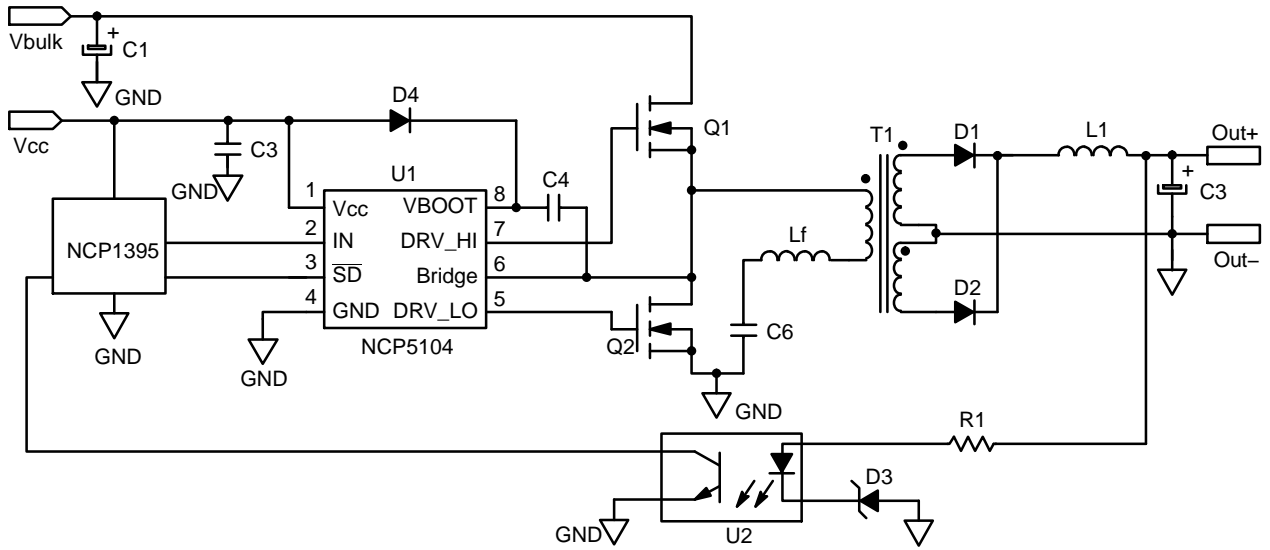 Vbulk
+
C1
GND
Vcc
D4
C3
GND
U1
C4
Q1
T1
D1
L1
Out+
+
C3
Out–
D2
NCP1395
GND
1
Vcc
VBOOT
8
2
IN
DRV_HI
7
3
SD
Bridge
6
4
GND
DRV_LO
5
NCP5104
GND
Q2
Lf
C6
GND
R1
D3
GND
U2